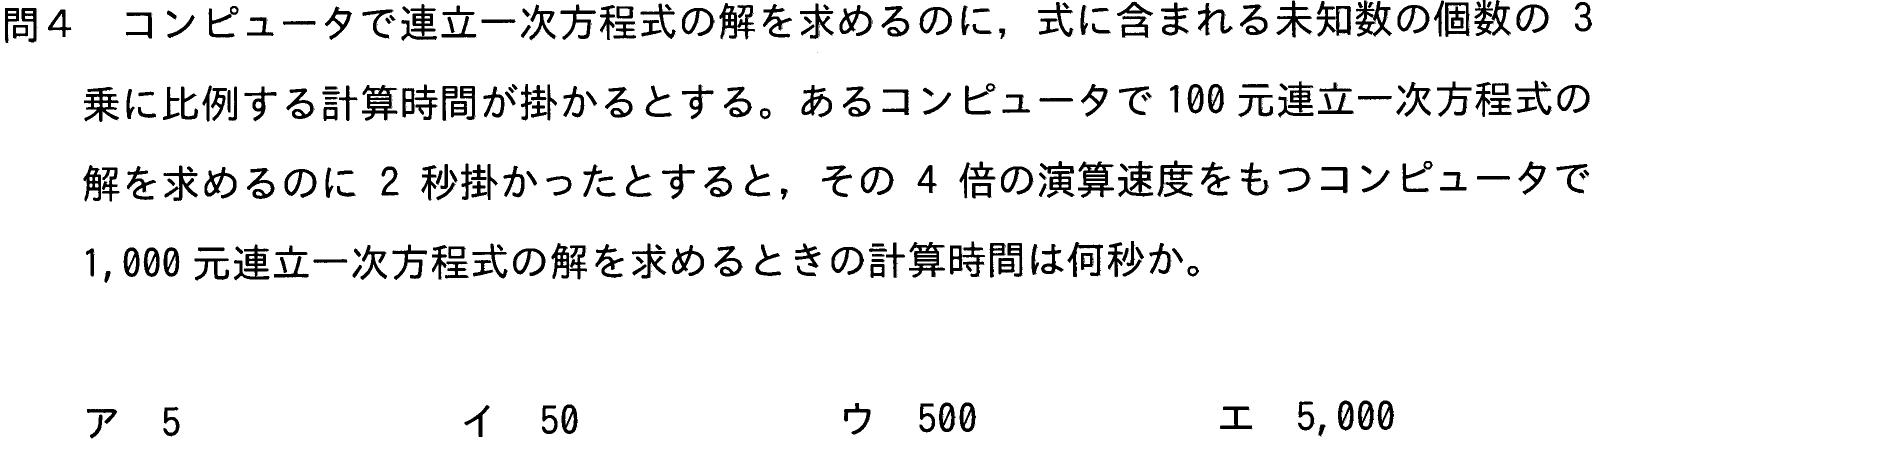 問4 コンピュータで連立一次方程式の解を求めるのに，式に含まれる未知数の個数の 3
乗に比例する計算時間が掛かるとする。あるコンピュータで 100 元連立一次方程式の
解を求めるのに 2 秒掛かったとすると，その 4 倍の演算速度をもつコンピュータで
1,000 元連立一次方程式の解を求めるときの計算時間は何秒か。
ア 5 イ 50 ウ 500 エ 5,000